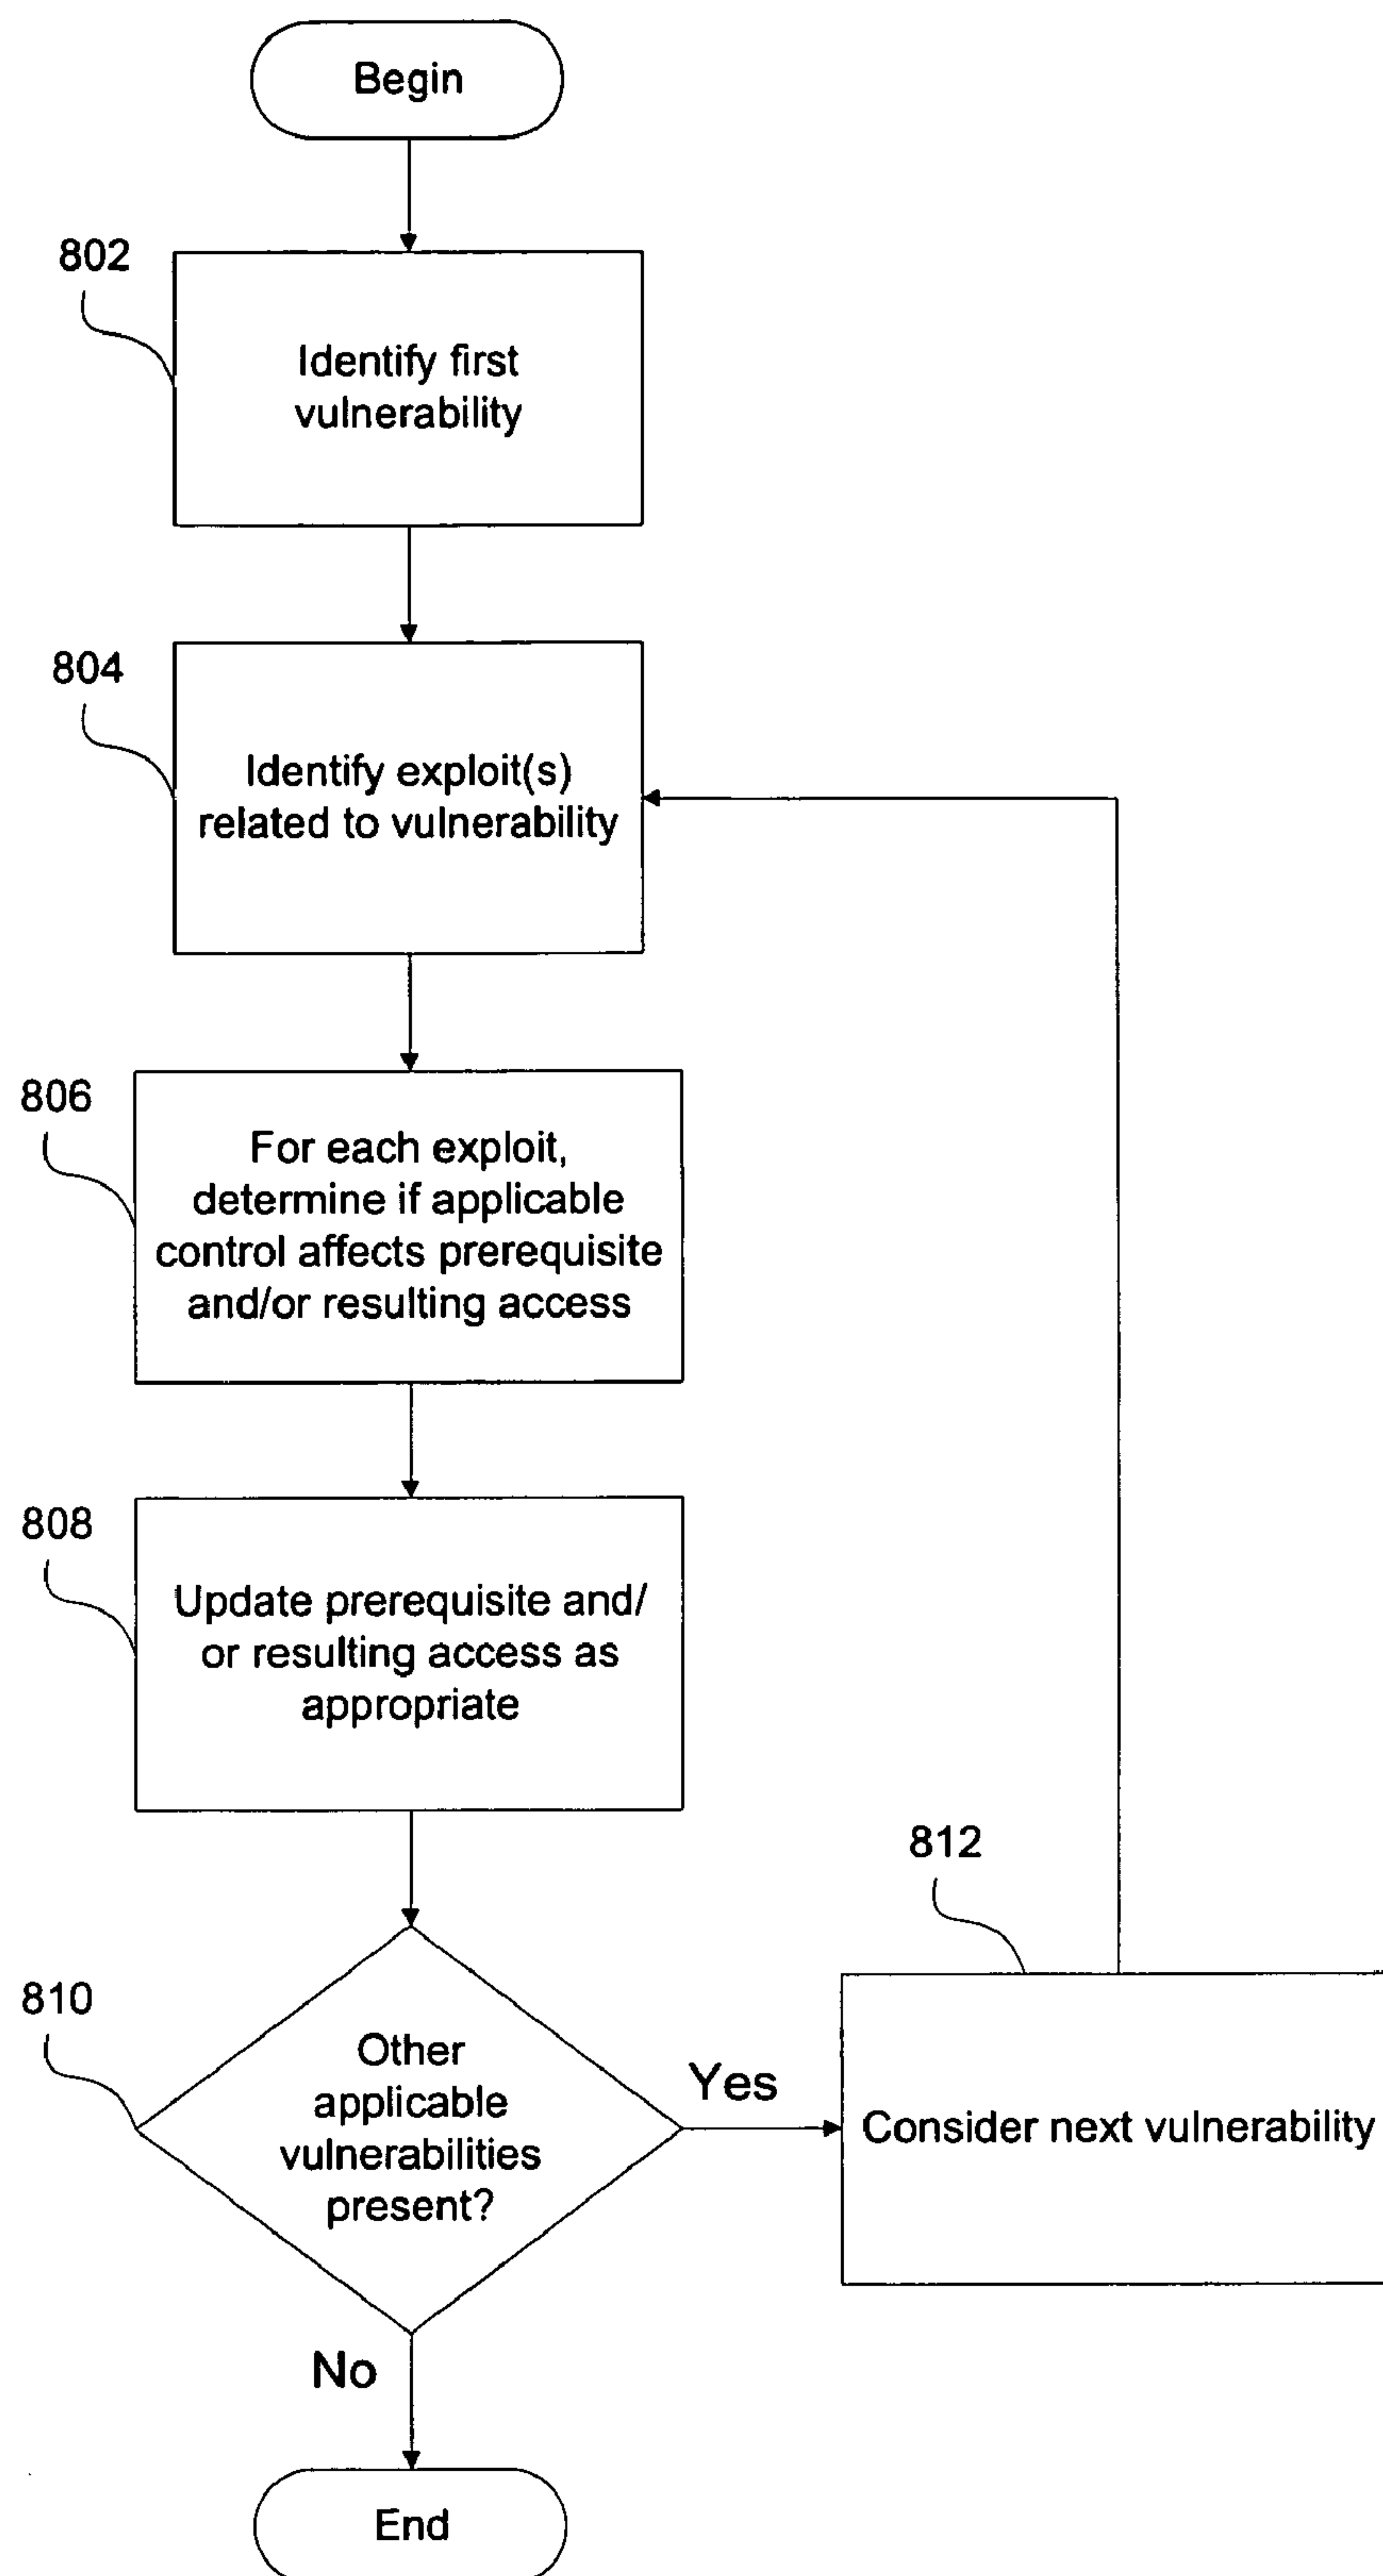 Begin
802
Identify first
vulnerability
804
Identify exploit(s)
related to vulnerability
806
For each exploit,
determine if applicable
control affects prerequisite
and/or resulting access
808
Update prerequisite and/
or resulting access as
appropriate
810
Other
applicable
vulnerabilities
present?
Yes
812
Consider next vulnerability
No
End